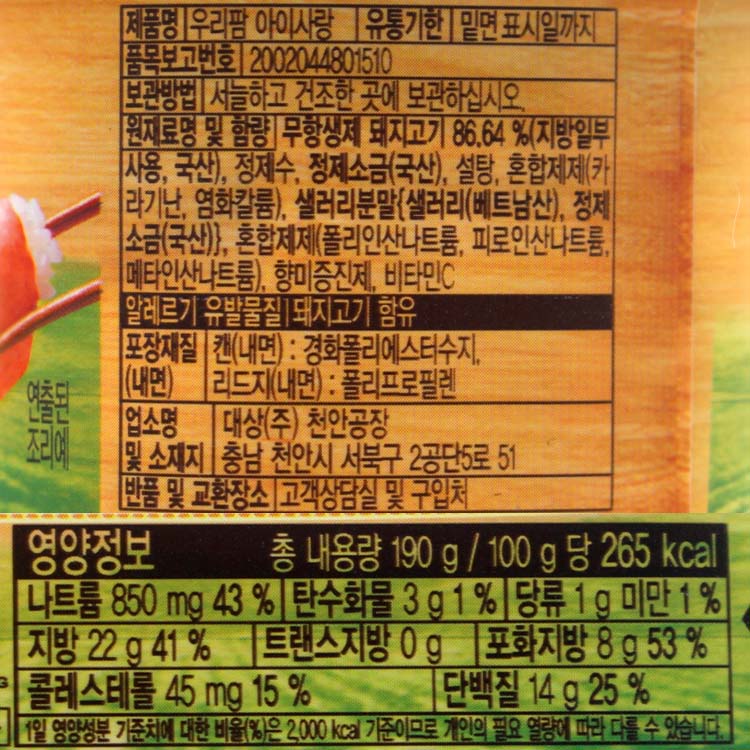 제품명 우리팜 아이사랑 유통기한 밑면 표시일까지
품목보고번호 2002044801510
보관방법 서늘하고 건조한 곳에 보관하십시오.
원재료명 및 함량 무항생제 돼지고기 86.64 %(지방일부
사용, 국산), 정제수, 정제소금(국산), 설탕, 혼합제제(카
라기난, 염화칼륨), 샐러리분말{샐러리(베트남산), 정제
소금(국산)}, 혼합제제(폴리인산나트륨, 피로인산나트륨,
메타인산나트륨), 향미증진제, 비타민C
알레르기 유발물질 돼지고기 함유
포장재질 캔(내면) : 경화폴리에스터수지,
(내면) 리드지(내면) : 폴리프로필렌
연출된
조리예
업소명 대상(주) 천안공장
및 소재지 충남 천안시 서북구 2공단5로 51
반품 및 교환장소 고객상담실 및 구입처
영양정보 총 내용량 190 g / 100 g 당 265 kcal
나트륨 850 mg 43 % 탄수화물 3 g 1 % 당류 1 g 미만 1 %
지방 22 g 41 % 트랜스지방 0 g 포화지방 8 g 53 %
콜레스테롤 45 mg 15 % 단백질 14 g 25 %
1일 영양성분 기준치에 대한 비율(%)은 2,000 kcal 기준이므로 개인의 필요 열량에 따라 다를 수 있습니다.